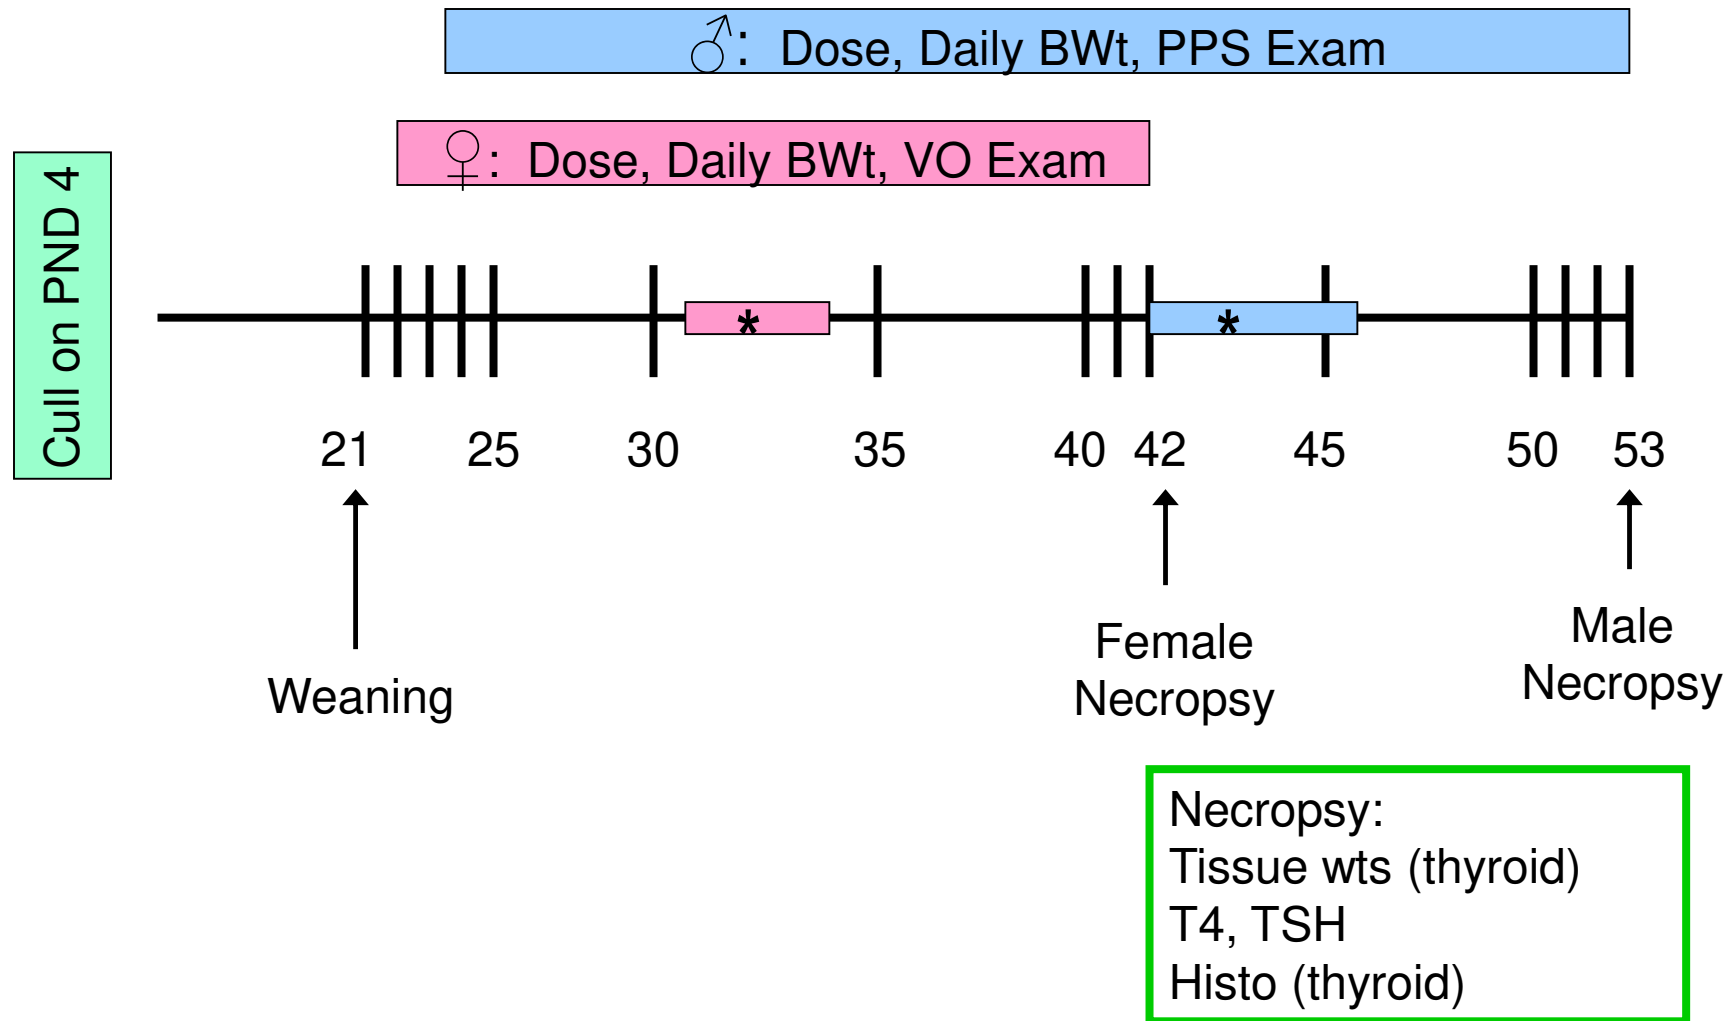 ♂: Dose, Daily BWt, PPS Exam
♀: Dose, Daily BWt, VO Exam
Cull on PND 4
* *
21 25 30 35 40 42 45 50 53
Weaning
Female
Necropsy
Male
Necropsy
Necropsy:
Tissue wts (thyroid)
T4, TSH
Histo (thyroid)